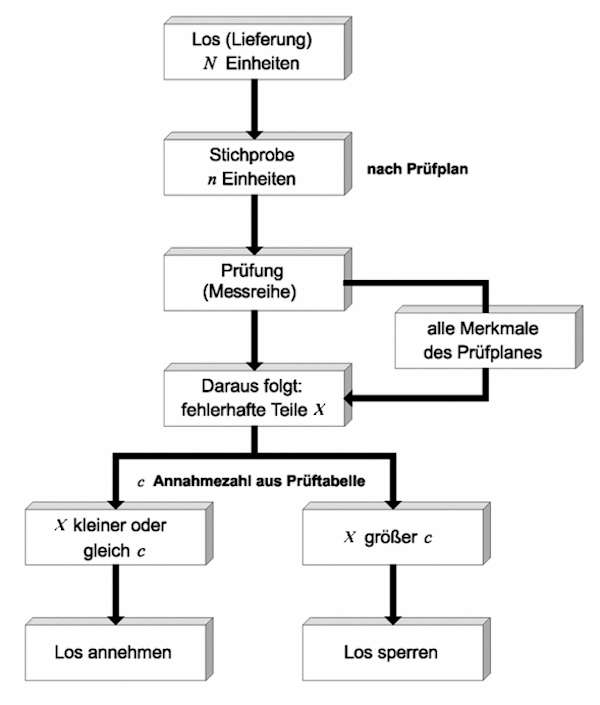 Los (Lieferung)
N Einheiten
Stichprobe
n Einheiten
nach Prüfplan
Prüfung
(Messreihe)
alle Merkmale
des Prüfplanes
Daraus folgt:
fehlerhafte Teile X
c Annahmezahl aus Prüftabelle
X kleiner oder
gleich c
X größer c
Los annehmen
Los sperren